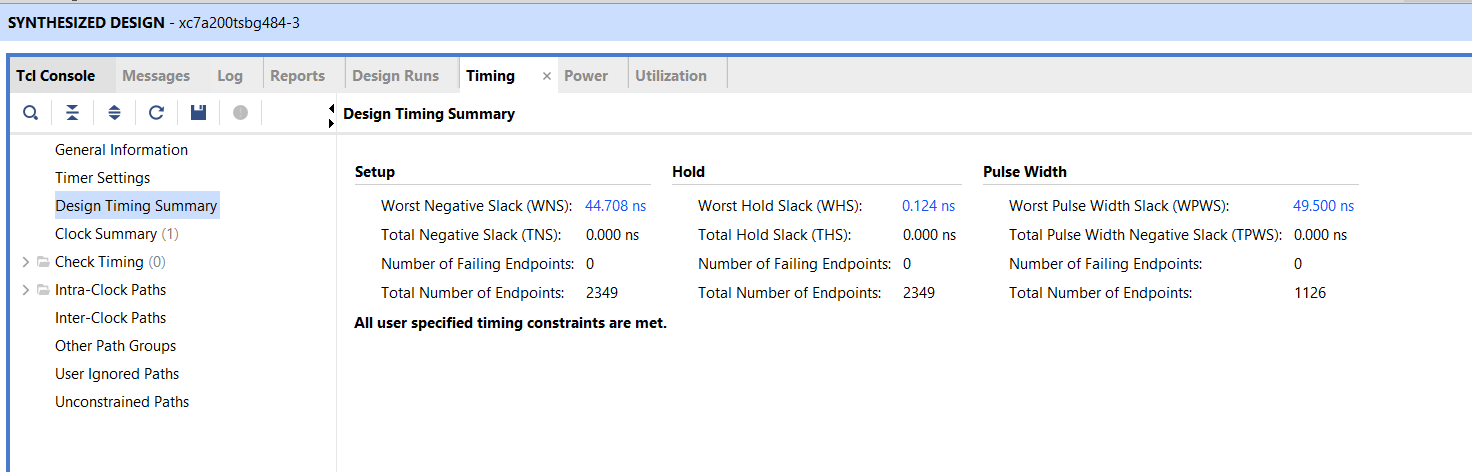 SYNTHESIZED DESIGN - xc7a200tsbg484-3
Tcl Console Messages Log Reports Design Runs Timing × Power Utilization
Design Timing Summary
General Information
Timer Settings
Design Timing Summary
Clock Summary (1)
Check Timing (0)
Intra-Clock Paths
Inter-Clock Paths
Other Path Groups
User Ignored Paths
Unconstrained Paths
Setup
Worst Negative Slack (WNS): 44.708 ns
Total Negative Slack (TNS): 0.000 ns
Number of Failing Endpoints: 0
Total Number of Endpoints: 2349
Hold
Worst Hold Slack (WHS): 0.124 ns
Total Hold Slack (THS): 0.000 ns
Number of Failing Endpoints: 0
Total Number of Endpoints: 2349
Pulse Width
Worst Pulse Width Slack (WPWS): 49.500 ns
Total Pulse Width Negative Slack (TPWS): 0.000 ns
Number of Failing Endpoints: 0
Total Number of Endpoints: 1126
All user specified timing constraints are met.